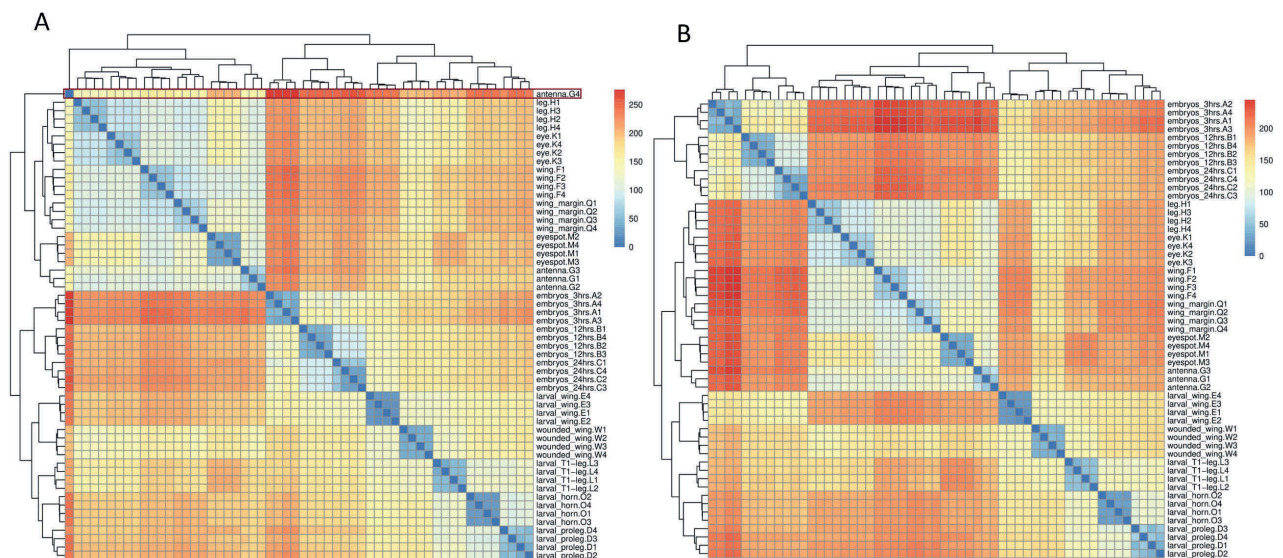 A
antenna.G4
leg.H1
leg.H3
leg.H2
leg.H4
eye.K1
eye.K4
eye.K2
eye.K3
wing.F1
wing.F2
wing.F3
wing.F4
wing_margin.Q1
wing_margin.Q2
wing_margin.Q3
wing_margin.Q4
eyespot.M2
eyespot.M4
eyespot.M1
eyespot.M3
antenna.G3
antenna.G1
antenna.G2
embryos_3hrs.A2
embryos_3hrs.A4
embryos_3hrs.A1
embryos_3hrs.A3
embryos_12hrs.B1
embryos_12hrs.B4
embryos_12hrs.B2
embryos_12hrs.B3
embryos_24hrs.C1
embryos_24hrs.C4
embryos_24hrs.C2
embryos_24hrs.C3
larval_wing.E4
larval_wing.E3
larval_wing.E1
larval_wing.E2
wounded_wing.W1
wounded_wing.W2
wounded_wing.W3
wounded_wing.W4
larval_T1−leg.L3
larval_T1−leg.L4
larval_T1−leg.L1
larval_T1−leg.L2
larval_horn.O2
larval_horn.O4
larval_horn.O1
larval_horn.O3
larval_proleg.D4
larval_proleg.D3
larval_proleg.D1
larval_proleg.D2
250
200
150
100
50
0
B
embryos_3hrs.A2
embryos_3hrs.A4
embryos_3hrs.A1
embryos_3hrs.A3
embryos_12hrs.B1
embryos_12hrs.B4
embryos_12hrs.B2
embryos_12hrs.B3
embryos_24hrs.C1
embryos_24hrs.C4
embryos_24hrs.C2
embryos_24hrs.C3
leg.H1
leg.H3
leg.H2
leg.H4
eye.K1
eye.K4
eye.K2
eye.K3
wing.F1
wing.F2
wing.F3
wing.F4
wing_margin.Q1
wing_margin.Q2
wing_margin.Q3
wing_margin.Q4
eyespot.M2
eyespot.M4
eyespot.M1
eyespot.M3
antenna.G3
antenna.G1
antenna.G2
larval_wing.E4
larval_wing.E3
larval_wing.E1
larval_wing.E2
wounded_wing.W1
wounded_wing.W2
wounded_wing.W3
wounded_wing.W4
larval_T1−leg.L3
larval_T1−leg.L4
larval_T1−leg.L1
larval_T1−leg.L2
larval_horn.O2
larval_horn.O4
larval_horn.O1
larval_horn.O3
larval_proleg.D3
larval_proleg.D4
larval_proleg.D1
larval_proleg.D2
200
150
100
50
0